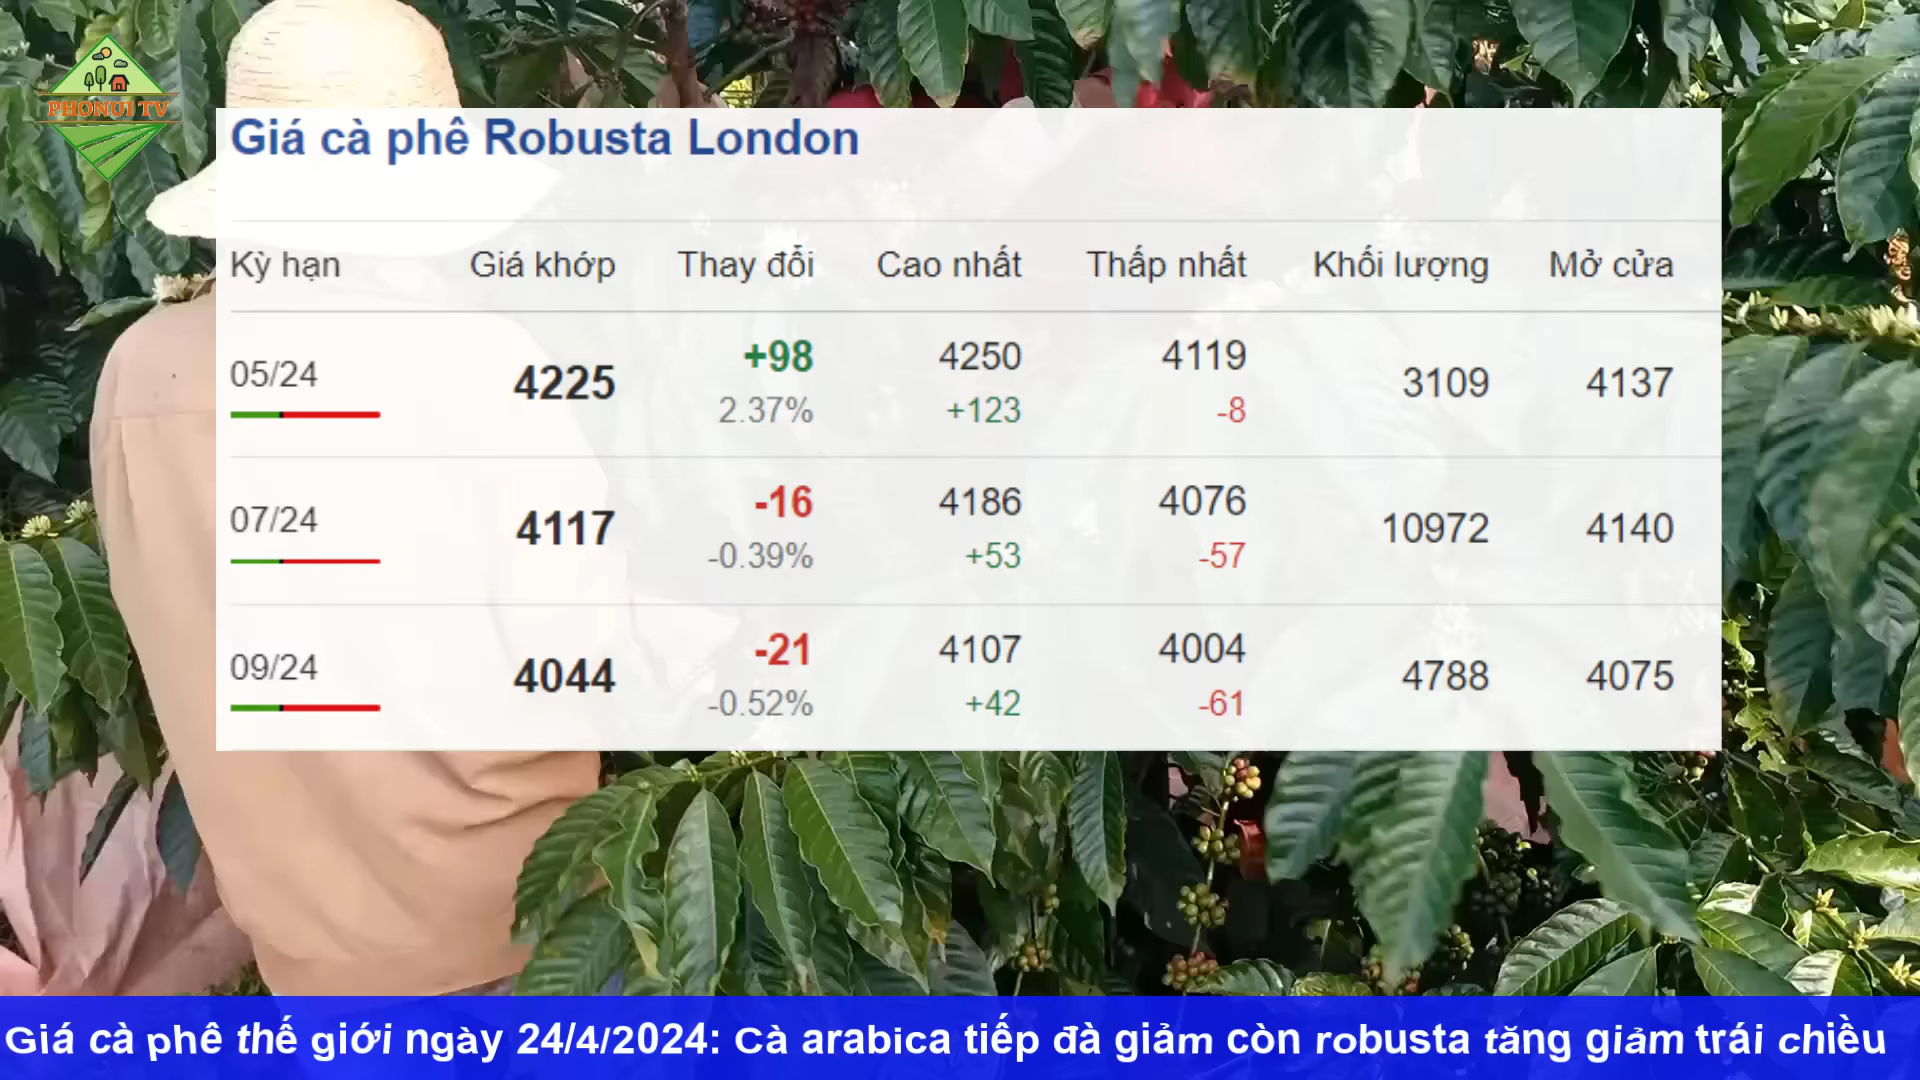 PHONUI TV
Giá cà phê Robusta London
Kỳ hạn Giá khớp Thay đổi Cao nhất Thấp nhất Khối lượng Mở cửa
05/24 4225 +98 4250 4119 3109 4137
2.37% +123 -8
07/24 4117 -16 4186 4076 10972 4140
-0.39% +53 -57
09/24 4044 -21 4107 4004 4788 4075
-0.52% +42 -61
Giá cà phê thế giới ngày 24/4/2024: Cà arabica tiếp đà giảm còn robusta tăng giảm trái chiều